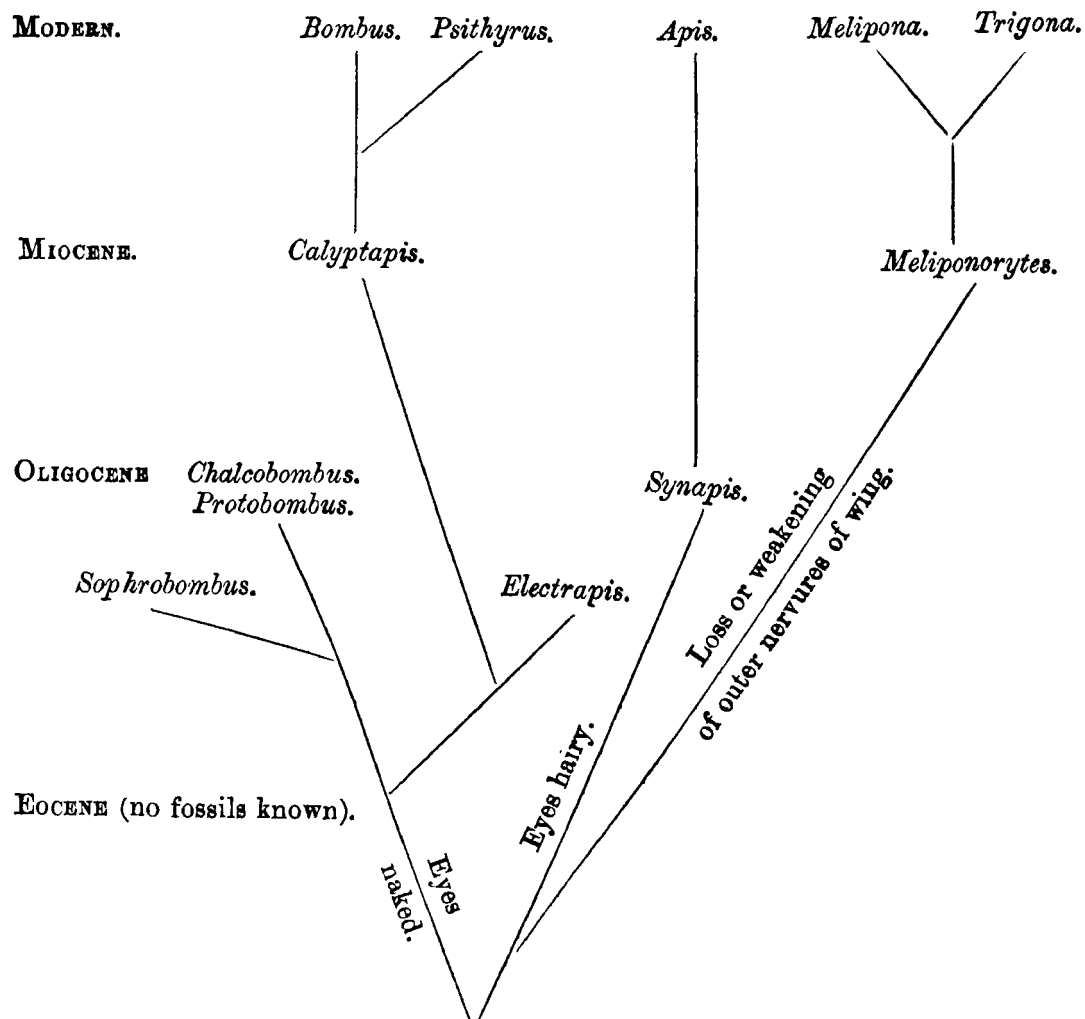 MODERN. Bombus. Psithyrus. Apis. Melipona. Trigona.
MIOCENE. Calyptapis. Meliponorytes.
OLIGOCENE Chalcobombus. Synapis.
Protobombus.
Sophrobombus. Electrapis.
Loss or weakening
of outer nervures of wing.
Eyes hairy.
EOCENE (no fossils known).
Eyes
naked.